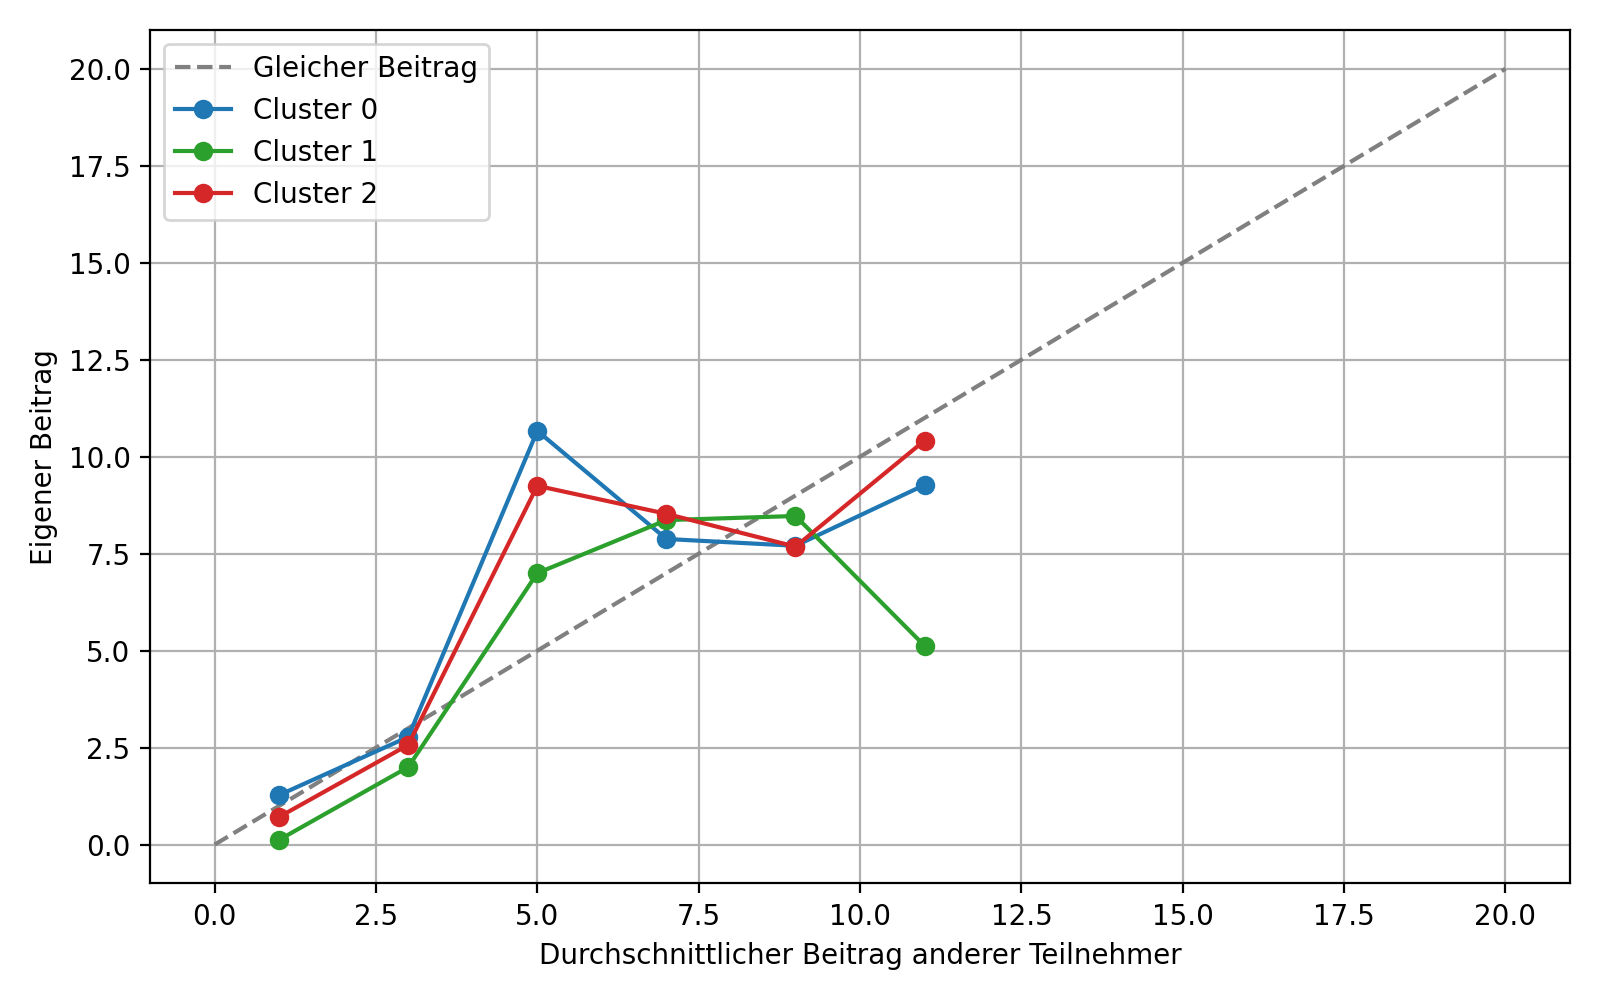 Gleicher Beitrag
Cluster 0
Cluster 1
Cluster 2
20.0
17.5
15.0
12.5
10.0
7.5
5.0
2.5
0.0
Eigener Beitrag
0.0 2.5 5.0 7.5 10.0 12.5 15.0 17.5 20.0
Durchschnittlicher Beitrag anderer Teilnehmer